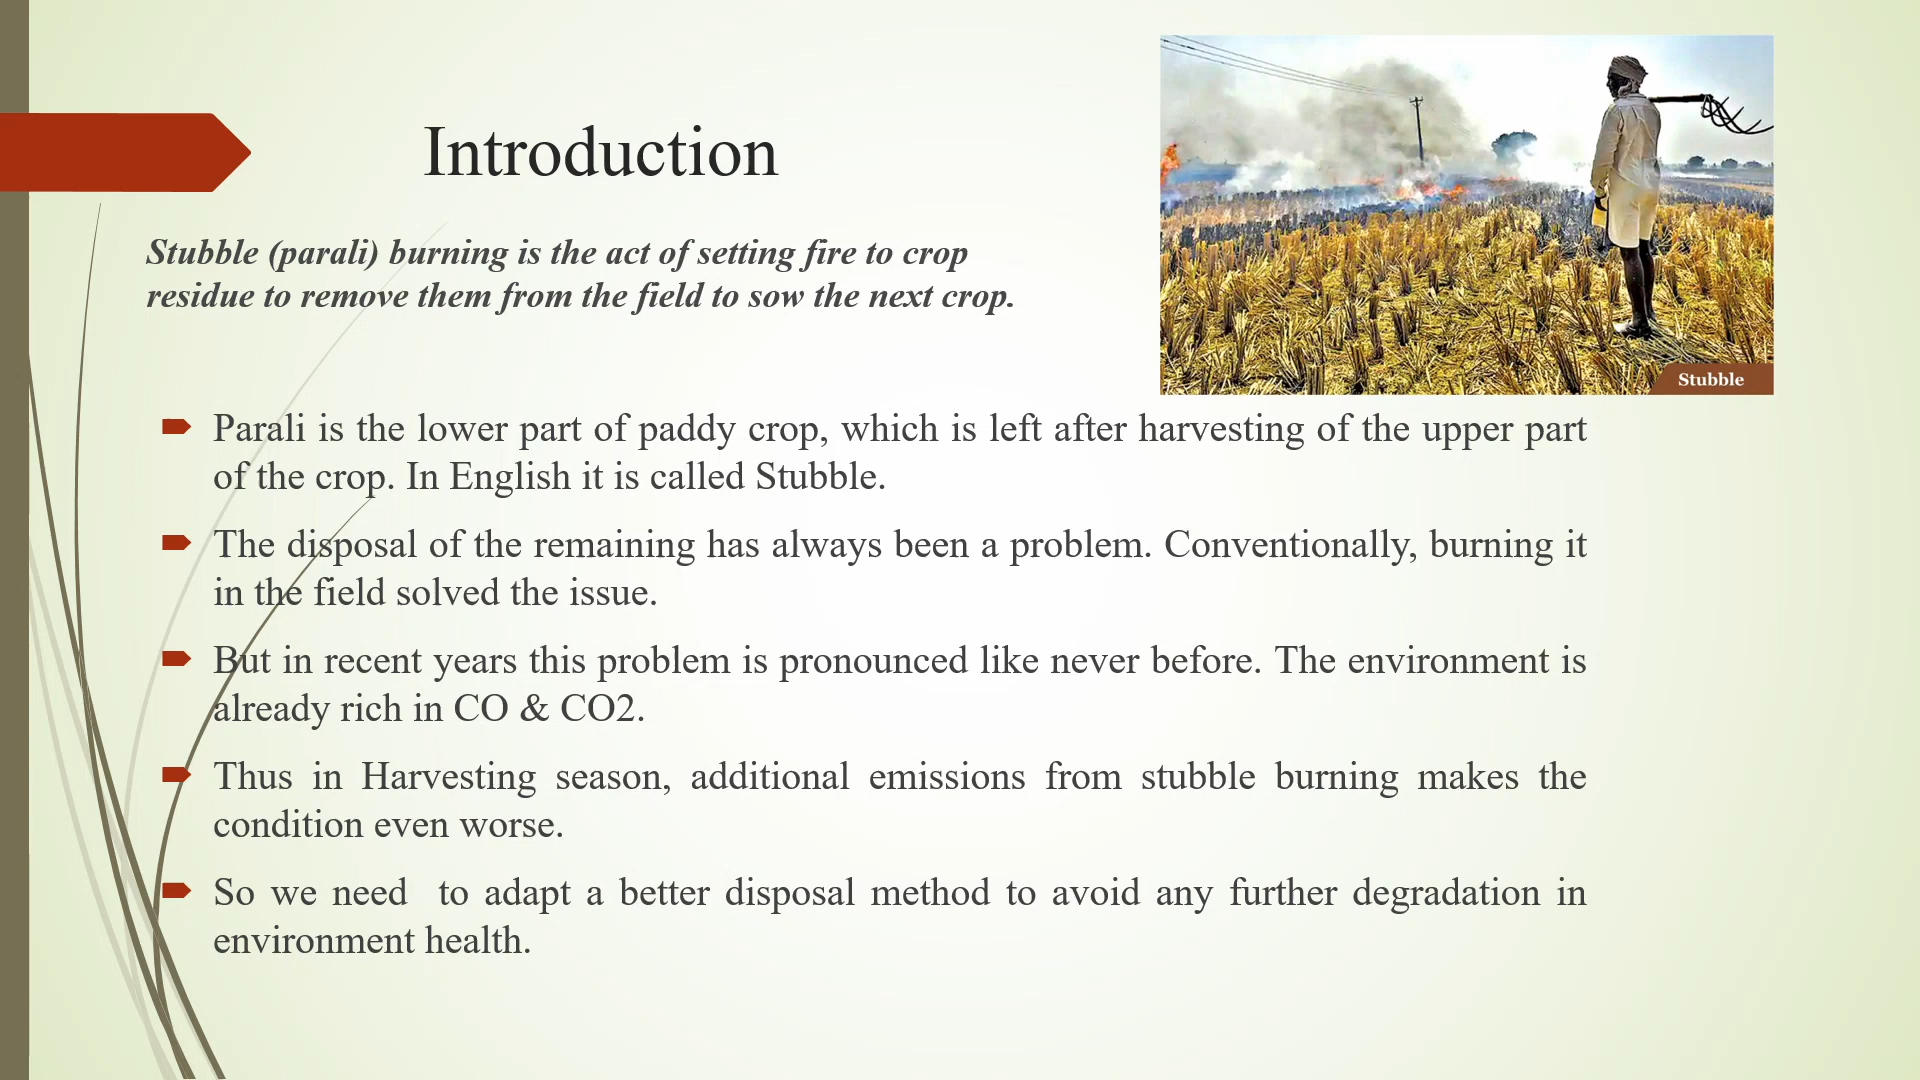 Introduction
Stubble (parali) burning is the act of setting fire to crop
residue to remove them from the field to sow the next crop.
Stubble
Parali is the lower part of paddy crop, which is left after harvesting of the upper part
of the crop. In English it is called Stubble.
The disposal of the remaining has always been a problem. Conventionally, burning it
in the field solved the issue.
But in recent years this problem is pronounced like never before. The environment is
already rich in CO & CO2.
Thus in Harvesting season, additional emissions from stubble burning makes the
condition even worse.
So we need  to adapt a better disposal method to avoid any further degradation in
environment health.